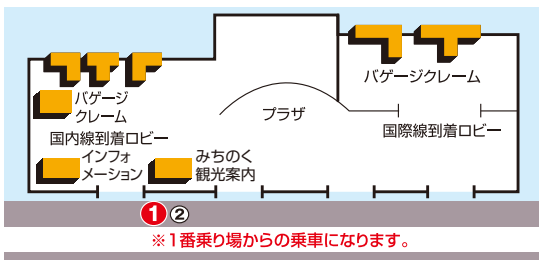 バゲージクレーム
バゲージ
クレーム
プラザ
国内線到着ロビー
国際線到着ロビー
インフォ
メーション
みちのく
観光案内
1 ②
※1番乗り場からの乗車になります。